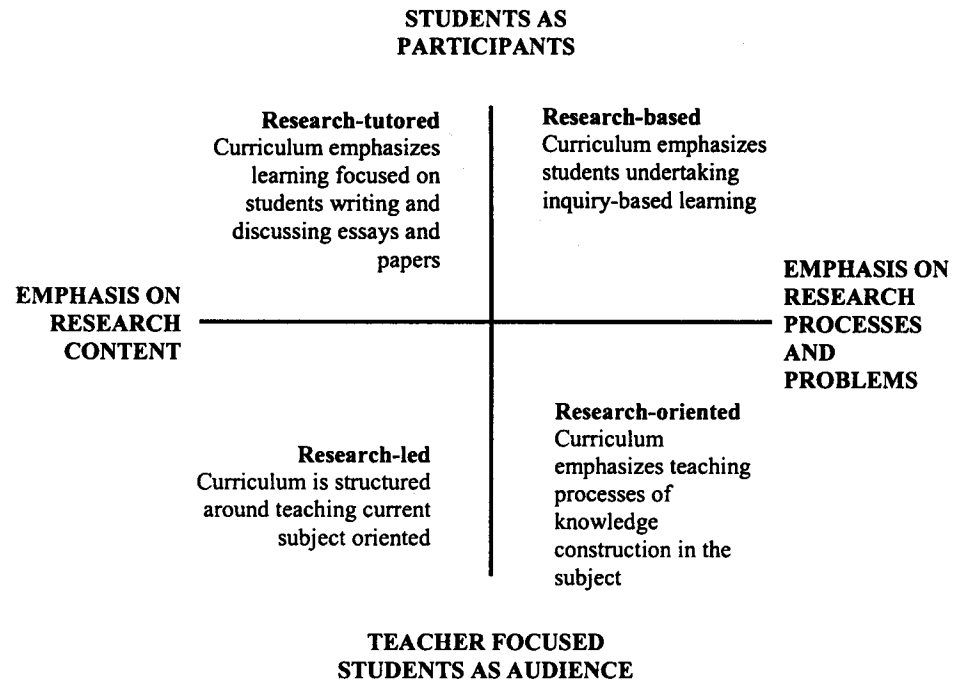 STUDENTS AS
PARTICIPANTS
Research-tutored
Curriculum emphasizes
learning focused on
students writing and
discussing essays and
papers
Research-based
Curriculum emphasizes
students undertaking
inquiry-based learning
EMPHASIS ON
RESEARCH
CONTENT
EMPHASIS ON
RESEARCH
PROCESSES
AND
PROBLEMS
Research-led
Curriculum is structured
around teaching current
subject oriented
Research-oriented
Curriculum
emphasizes teaching
processes of
knowledge
construction in the
subject
TEACHER FOCUSED
STUDENTS AS AUDIENCE